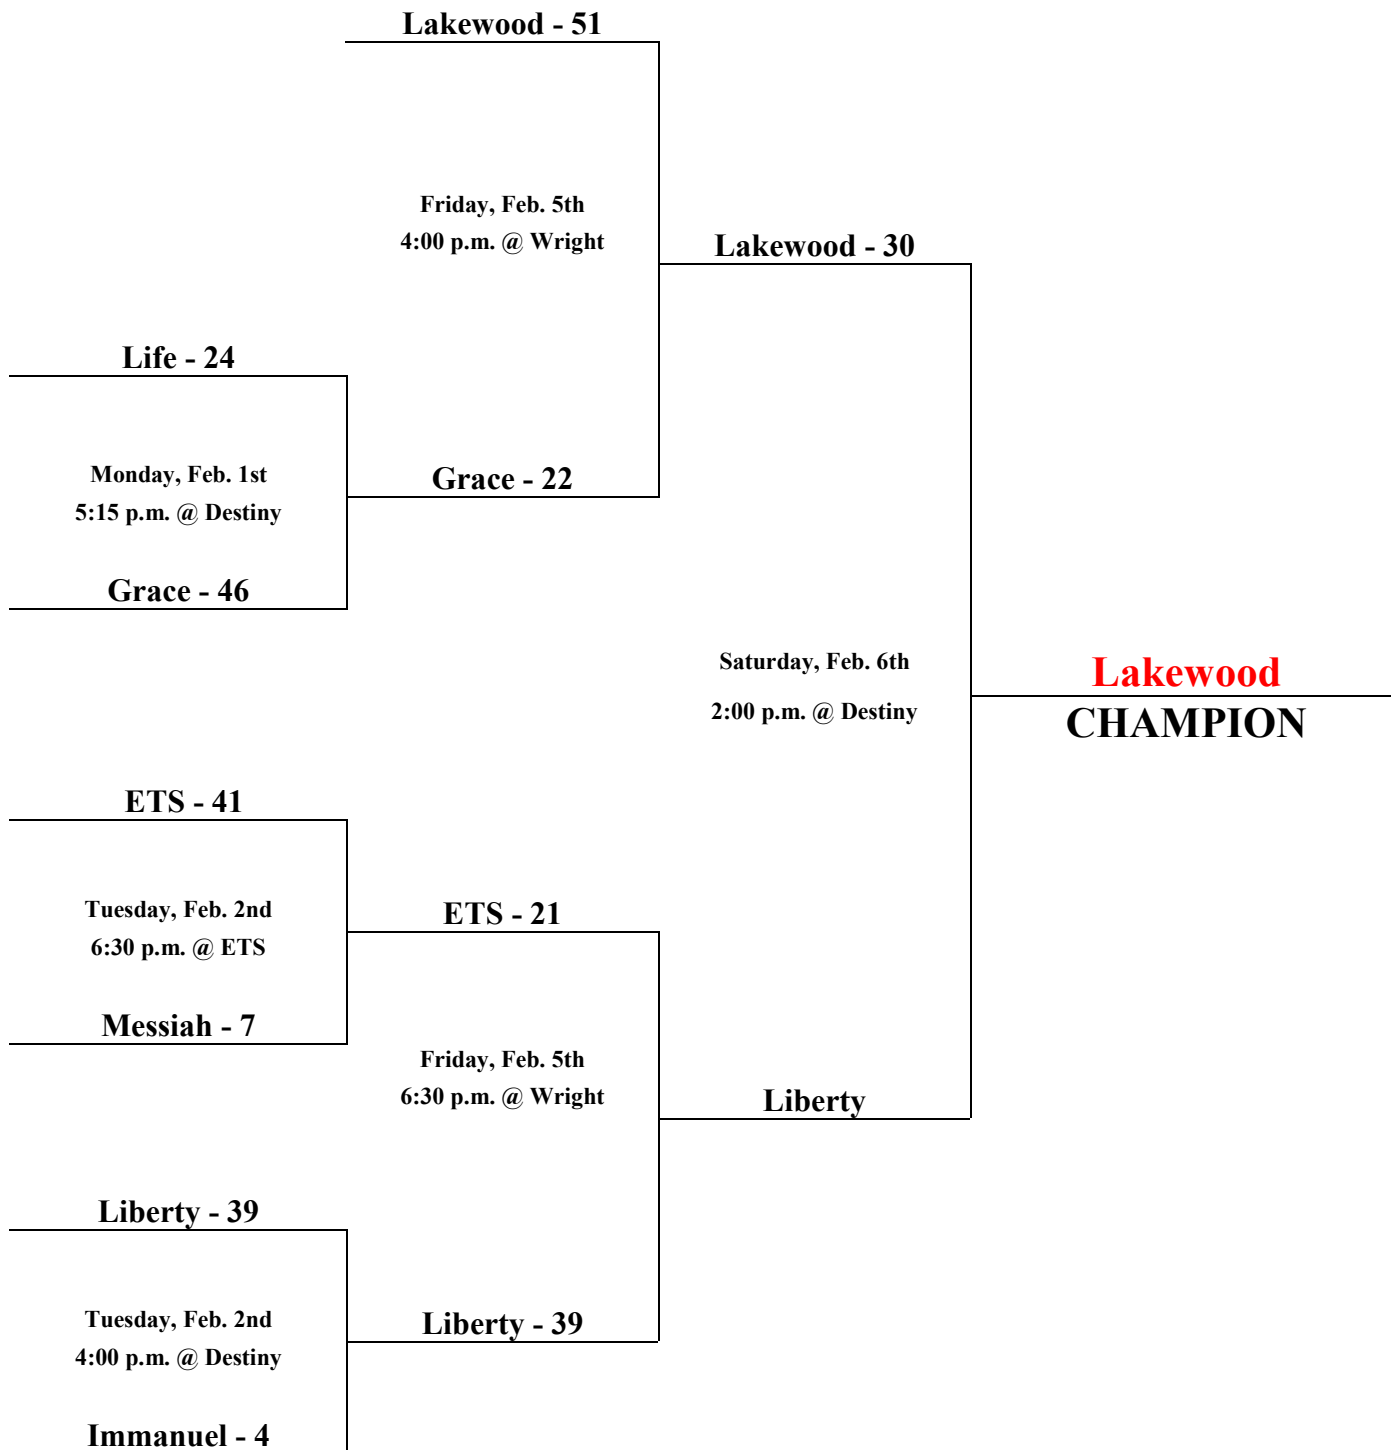 Lakewood - 51
Friday, Feb. 5th
4:00 p.m. @ Wright
Lakewood - 30
Life - 24
Monday, Feb. 1st
5:15 p.m. @ Destiny
Grace - 22
Grace - 46
Saturday, Feb. 6th
2:00 p.m. @ Destiny
Lakewood
CHAMPION
ETS - 41
Tuesday, Feb. 2nd
6:30 p.m. @ ETS
ETS - 21
Messiah - 7
Friday, Feb. 5th
6:30 p.m. @ Wright
Liberty
Liberty - 39
Tuesday, Feb. 2nd
4:00 p.m. @ Destiny
Liberty - 39
Immanuel - 4